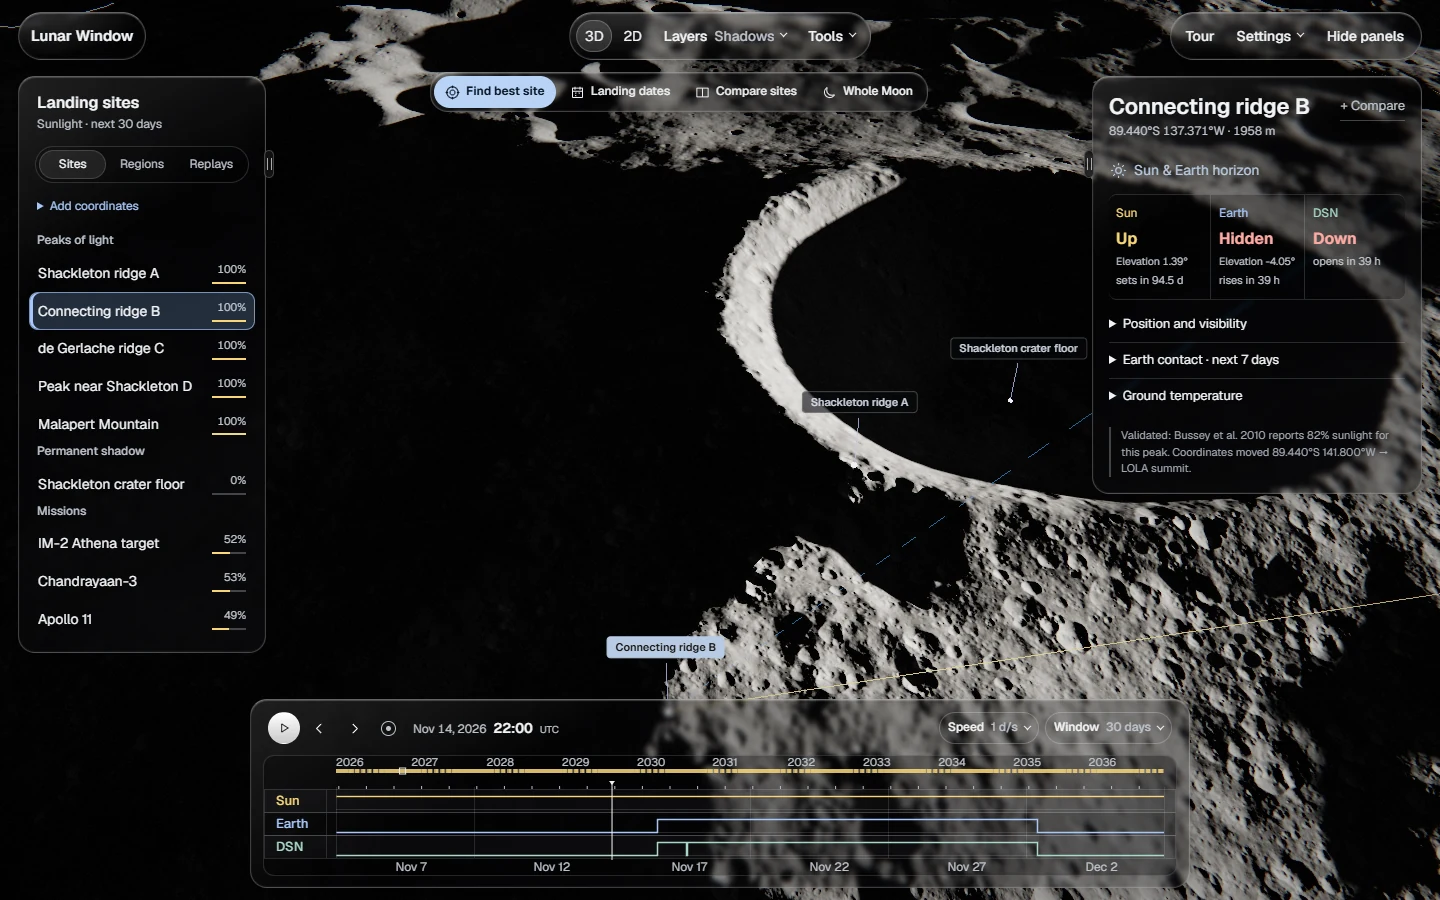 Lunar Window
3D 2D Layers Shadows Tools
Tour Settings Hide panels
Find best site Landing dates Compare sites Whole Moon
Landing sites
Sunlight · next 30 days
Sites Regions Replays
Add coordinates
Peaks of light
Shackleton ridge A 100%
Connecting ridge B 100%
de Gerlache ridge C 100%
Peak near Shackleton D 100%
Malapert Mountain 100%
Permanent shadow
Shackleton crater floor 0%
Missions
IM-2 Athena target 52%
Chandrayaan-3 53%
Apollo 11 49%
Shackleton crater floor
Shackleton ridge A
Connecting ridge B
Connecting ridge B + Compare
89.440°S 137.371°W · 1958 m
Sun & Earth horizon
Sun Earth DSN
Up Hidden Down
Elevation 1.39° Elevation -4.05° opens in 39 h
sets in 94.5 d rises in 39 h
Position and visibility
Earth contact · next 7 days
Ground temperature
Validated: Bussey et al. 2010 reports 82% sunlight for
this peak. Coordinates moved 89.440°S 141.800°W →
LOLA summit.
Nov 14, 2026 22:00 UTC Speed 1 d/s Window 30 days
2026 2027 2028 2029 2030 2031 2032 2033 2034 2035 2036
Sun
Earth
DSN
Nov 7 Nov 12 Nov 17 Nov 22 Nov 27 Dec 2